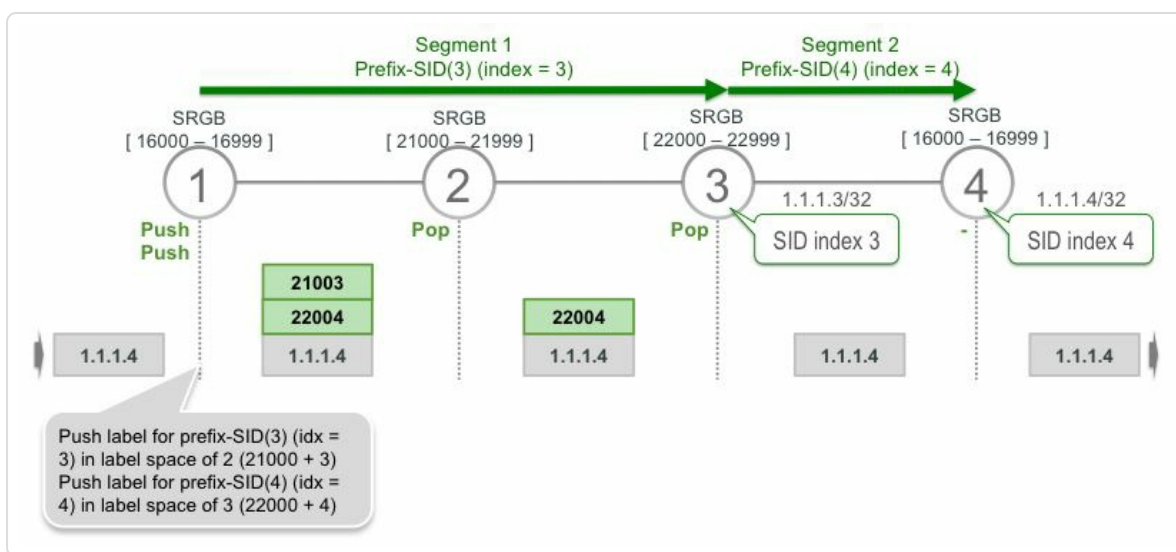 Segment 1
Prefix-SID(3) (index = 3)
Segment 2
Prefix-SID(4) (index = 4)
SRGB
[ 16000 – 16999 ]
SRGB
[ 21000 – 21999 ]
SRGB
[ 22000 – 22999 ]
SRGB
[ 16000 – 16999 ]
1
2
3
4
1.1.1.3/32
1.1.1.4/32
Push
Push
Pop
Pop
-
SID index 3
SID index 4
21003
22004
22004
1.1.1.4
1.1.1.4
1.1.1.4
1.1.1.4
1.1.1.4
Push label for prefix-SID(3) (idx =
3) in label space of 2 (21000 + 3)
Push label for prefix-SID(4) (idx =
4) in label space of 3 (22000 + 4)